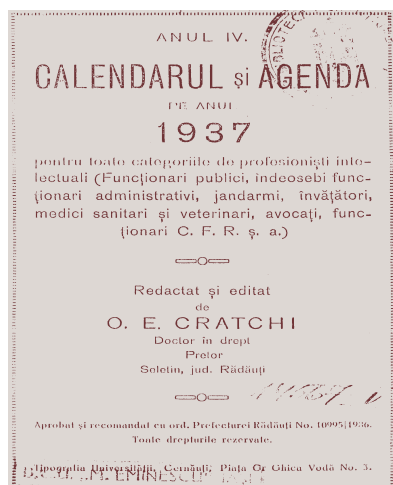 ANUL IV.
CALENDARUL și AGENDA
PE ANUL
1937
pentru toate categoriile de profesioniști inte-
lectuali (Funcționari publici, îndeosebi func-
ționari administrativi, jandarmi, învățători,
medici sanitari și veterinari, avocați, func-
ționari C. F. R. ș. a.)
Redactat și editat
de
O. E. CRATCHI
Doctor în drept
Pretor
Seletin, jud. Rădăuți
Aprobat și recomandat cu ord. Prefecturei Rădăuți No. 10995/1936.
Toate drepturile rezervate.
Tipografia Universității, Cernăuți, Piața Gr Ghica Vodă No. 3.
"M. EMINESCU"